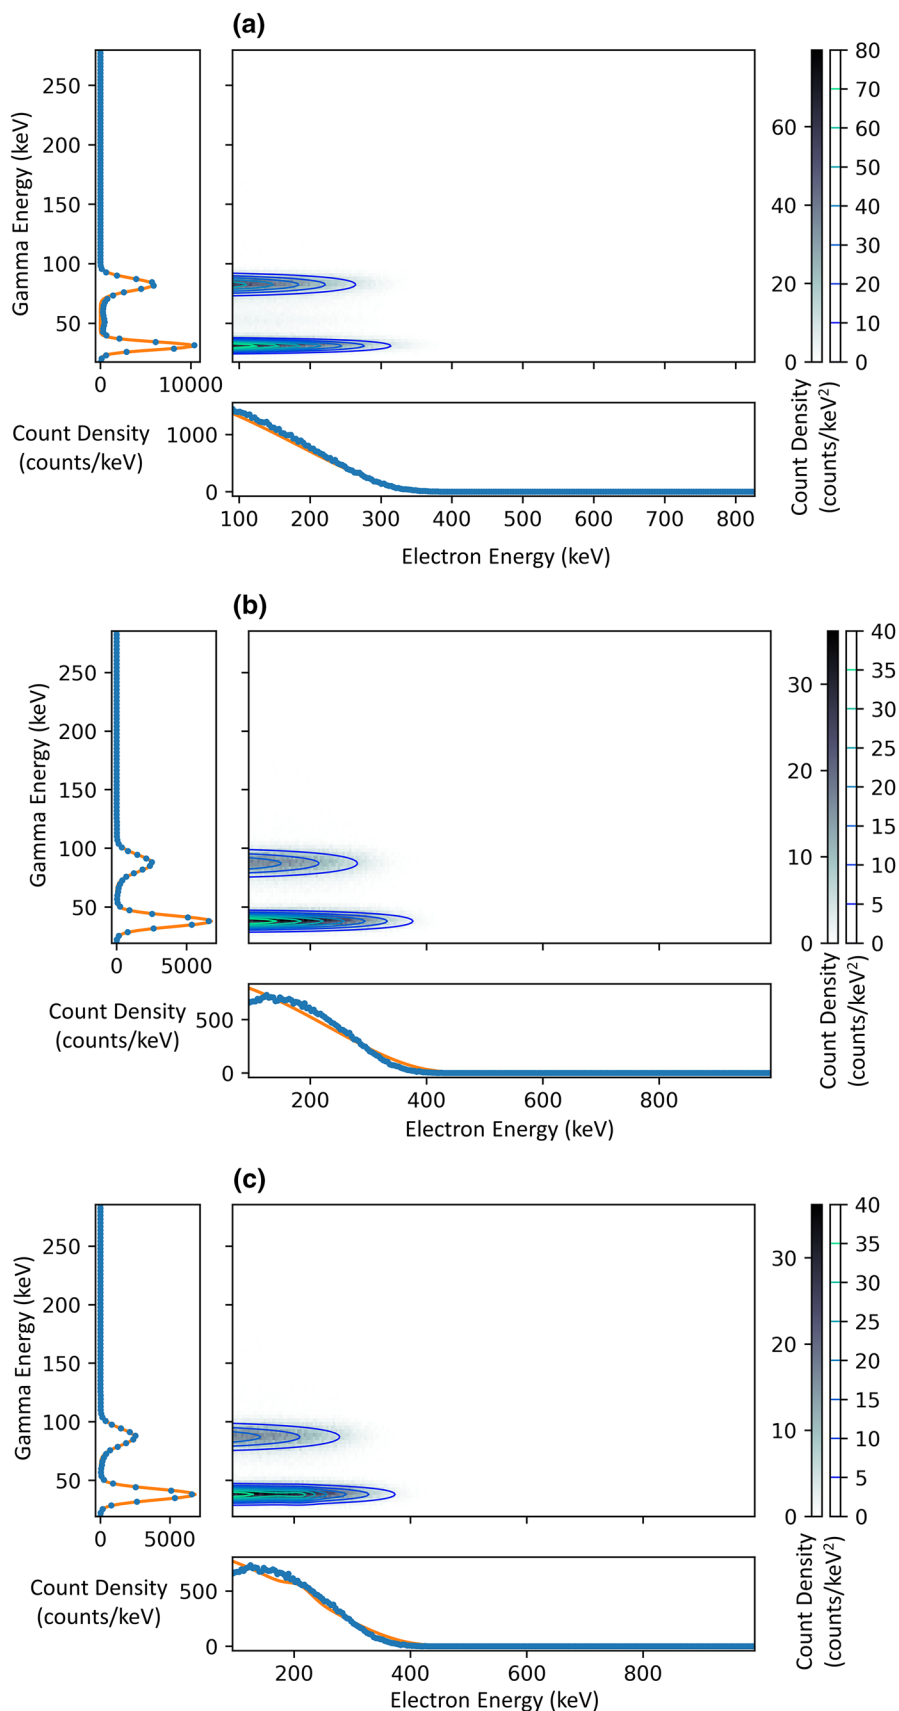 (a)
250
200
150
100
50
Gamma Energy (keV)
0 10000
60
40
20
0
80
70
60
50
40
30
20
10
0
Count Density
(counts/keV²)
Count Density
(counts/keV)
1000
0
100 200 300 400 500 600 700 800
Electron Energy (keV)
(b)
250
200
150
100
50
Gamma Energy (keV)
0 5000
30
20
10
0
40
35
30
25
20
15
10
5
0
Count Density
(counts/keV²)
Count Density
(counts/keV)
500
0
200 400 600 800
Electron Energy (keV)
(c)
250
200
150
100
50
Gamma Energy (keV)
0 5000
30
20
10
0
40
35
30
25
20
15
10
5
0
Count Density
(counts/keV²)
Count Density
(counts/keV)
500
0
200 400 600 800
Electron Energy (keV)